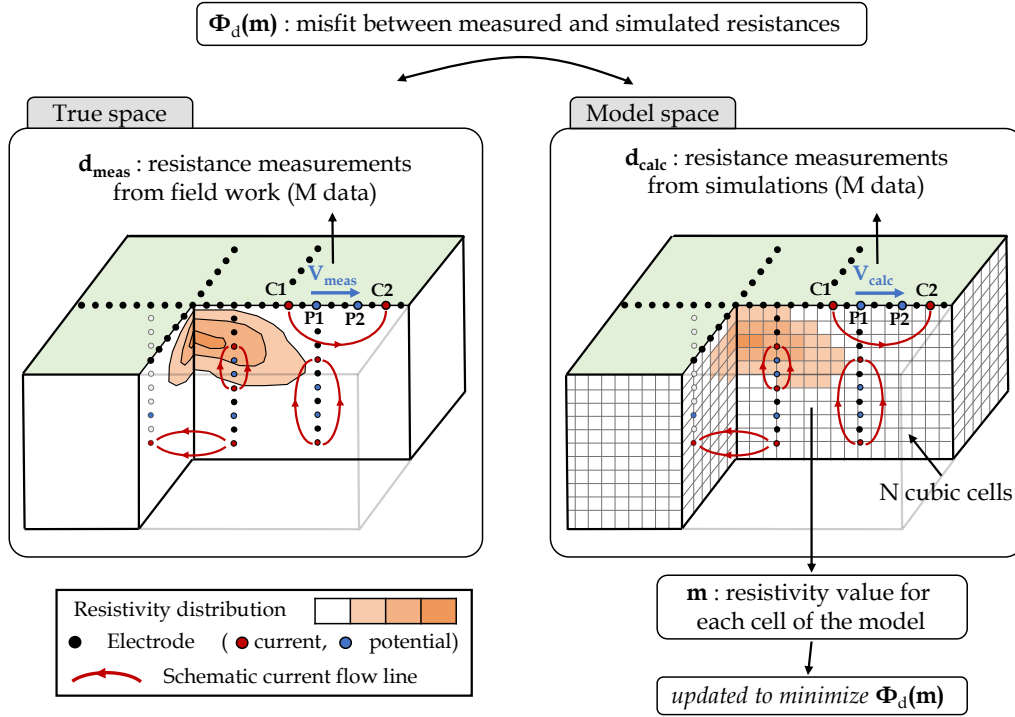 Φd(m) : misfit between measured and simulated resistances
True space
dmeas : resistance measurements
from field work (M data)
Vmeas
C1
C2
P1
P2
Model space
dcalc : resistance measurements
from simulations (M data)
Vcalc
C1
C2
P1
P2
N cubic cells
Resistivity distribution
Electrode ( current, potential)
Schematic current flow line
m : resistivity value for
each cell of the model
updated to minimize Φd(m)